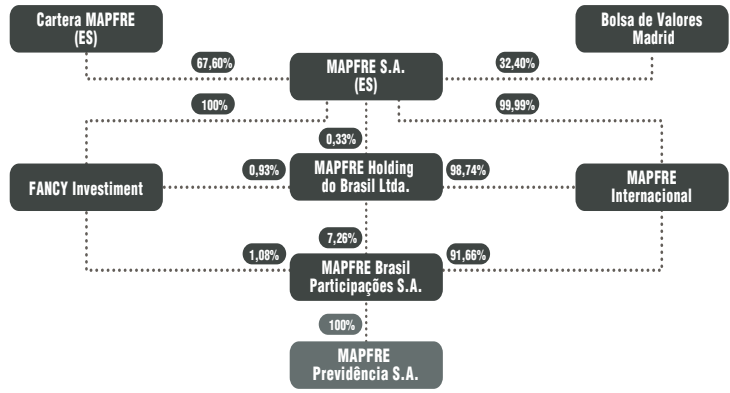 Cartera MAPFRE
(ES)
Bolsa de Valores
Madrid
67,60%
MAPFRE S.A.
(ES)
32,40%
100%
99,99%
0,33%
FANCY Investiment
0,93%
MAPFRE Holding
do Brasil Ltda.
98,74%
MAPFRE
Internacional
7,26%
1,08%
MAPFRE Brasil
Participações S.A.
91,66%
100%
MAPFRE
Previdência S.A.